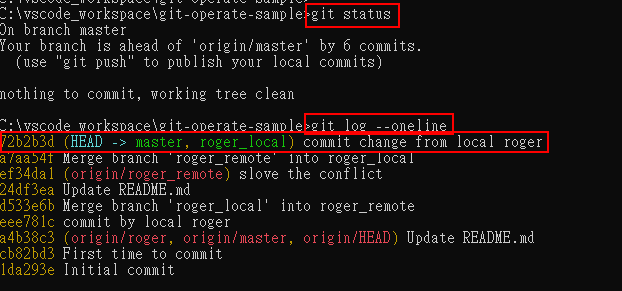 C:\vscode_workspace\git-operate-sample>
C:\vscode_workspace\git-operate-sample>git status
On branch master
Your branch is ahead of 'origin/master' by 6 commits.
(use "git push" to publish your local commits)
nothing to commit, working tree clean
C:\vscode_workspace\git-operate-sample>git log --oneline
72b2b3d (HEAD -> master, roger_local) commit change from local roger
a7aa54f Merge branch 'roger_remote' into roger_local
ef34da1 (origin/roger_remote) slove the conflict
24df3ea Update README.md
d533e6b Merge branch 'roger_local' into roger_remote
eee781c commit by local roger
a4b38c3 (origin/roger, origin/master, origin/HEAD) Update README.md
cb82bd3 First time to commit
1da293e Initial commit